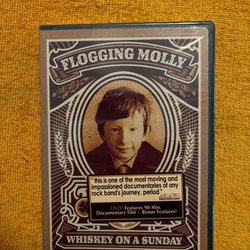 FLOGGING MOLLY
"this is one of the most moving and
impassioned documentaries of any
rock band's journey, period"
DVD: Features 90 Min.
Documentary film + Bonus Features!
WHISKEY ON A SUNDAY